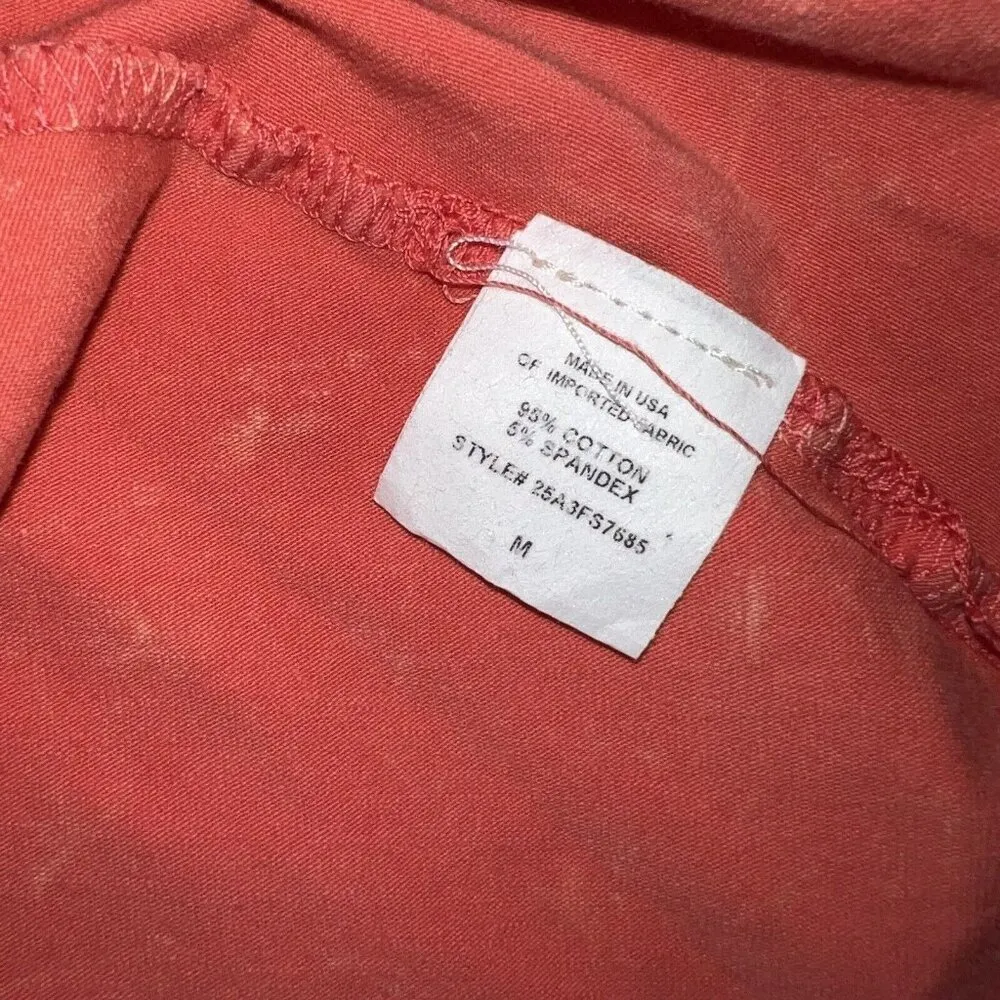 MADE IN USA
OF IMPORTED FABRIC
95% COTTON
5% SPANDEX
STYLE# 25A3FS7685
M